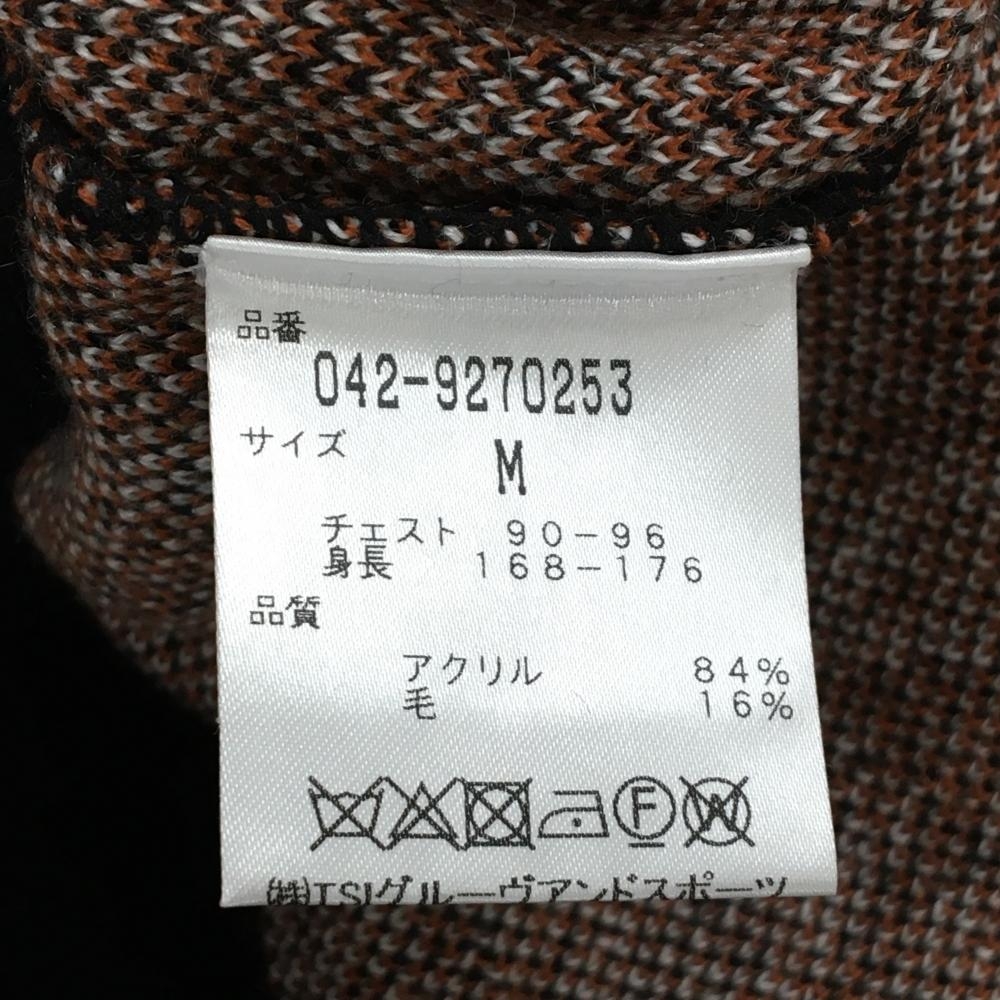 品番
042-9270253
サイズ
M
チェスト 90-96
身長 168-176
品質
アクリル 84%
毛 16%
F W
㈱TSIグルーヴアンドスポーツ